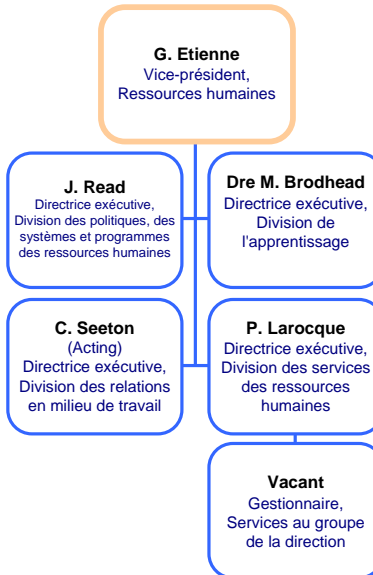 G. Etienne
Vice-président,
Ressources humaines
J. Read
Directrice exécutive,
Division des politiques, des
systèmes et programmes
des ressources humaines
Dre M. Brodhead
Directrice exécutive,
Division de
l'apprentissage
C. Seeton
(Acting)
Directrice exécutive,
Division des relations
en milieu de travail
P. Larocque
Directrice exécutive,
Division des services
des ressources
humaines
Vacant
Gestionnaire,
Services au groupe
de la direction